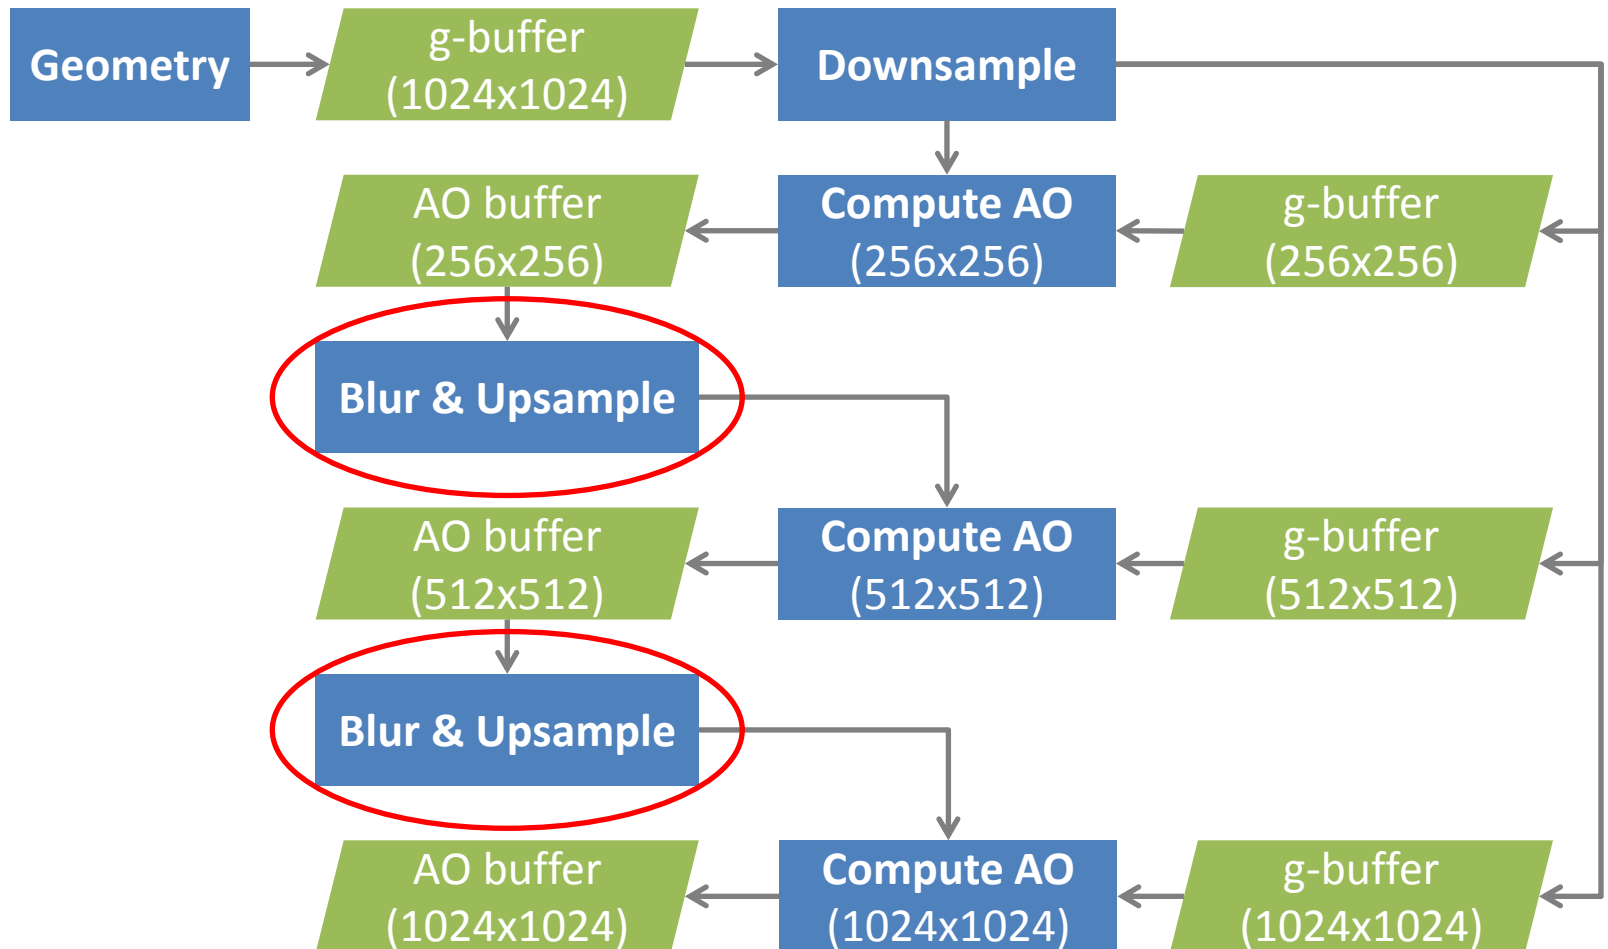 Geometry
g-buffer
(1024x1024)
Downsample
AO buffer
(256x256)
Compute AO
(256x256)
g-buffer
(256x256)
Blur & Upsample
AO buffer
(512x512)
Compute AO
(512x512)
g-buffer
(512x512)
Blur & Upsample
AO buffer
(1024x1024)
Compute AO
(1024x1024)
g-buffer
(1024x1024)